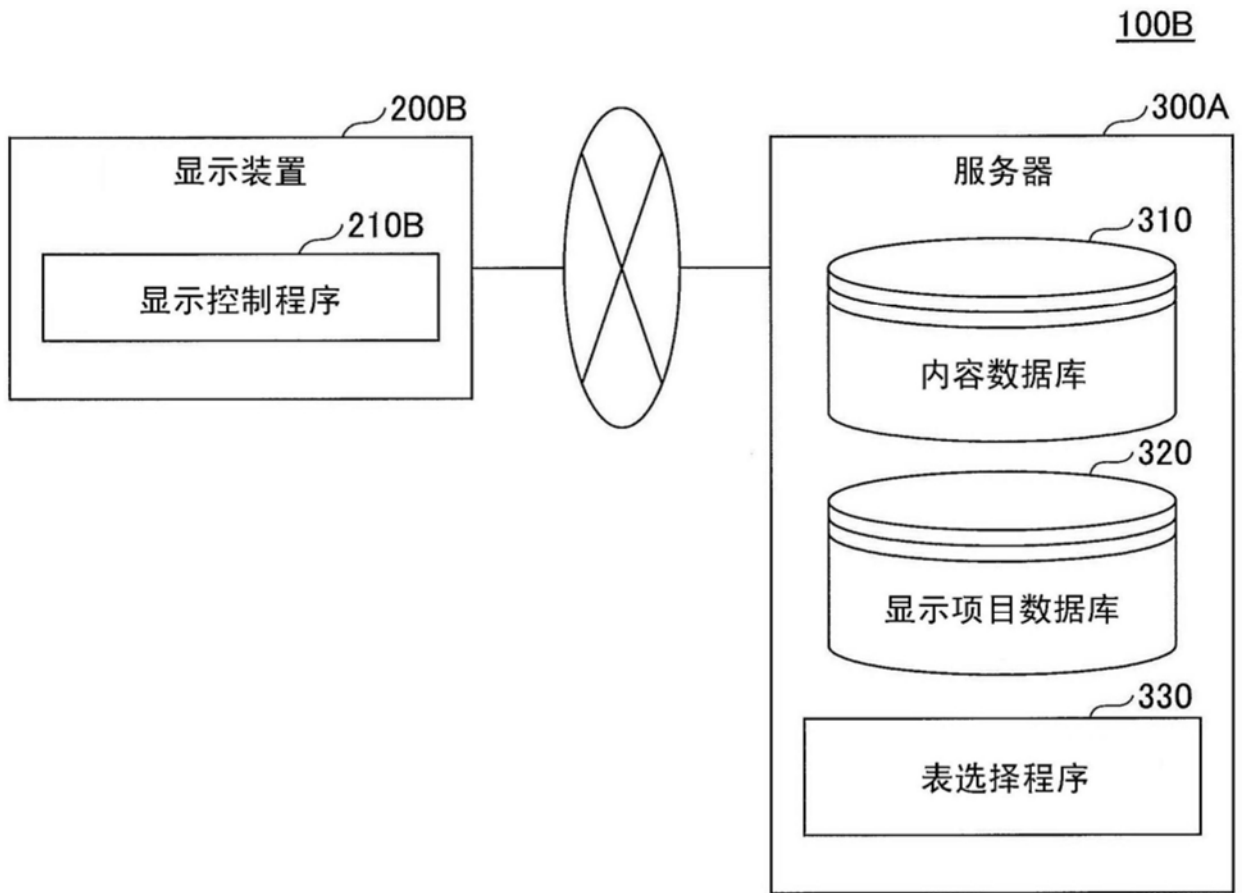 100B
200B
显示装置
210B
显示控制程序
300A
服务器
310
内容数据库
320
显示项目数据库
330
表选择程序